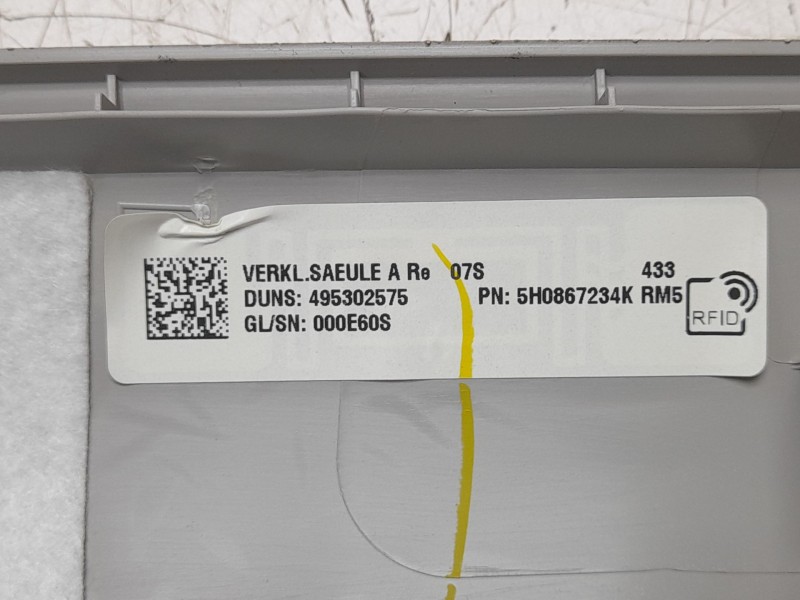 VERKL.SAEULE A Re 07S 433
DUNS: 495302575 PN: 5H0867234K RM5
GL/SN: 000E60S
RFID